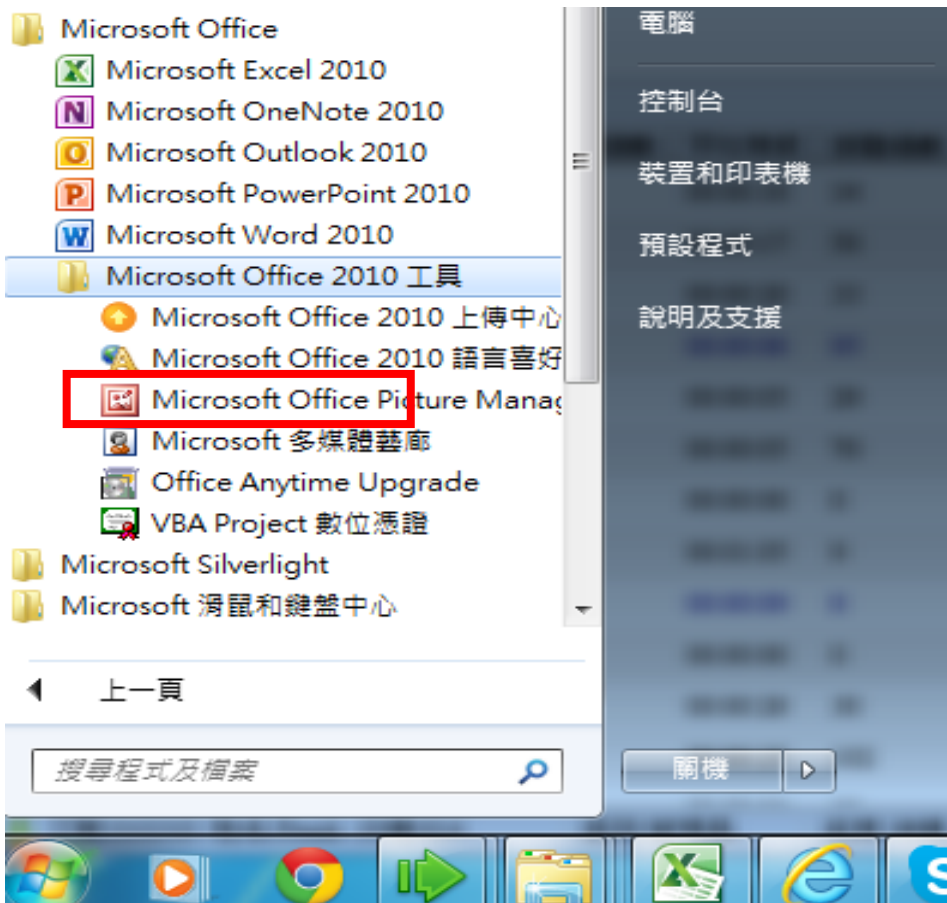 Microsoft Office
Microsoft Excel 2010
Microsoft OneNote 2010
Microsoft Outlook 2010
Microsoft PowerPoint 2010
Microsoft Word 2010
Microsoft Office 2010 工具
Microsoft Office 2010 上傳中心
Microsoft Office 2010 語言喜好
Microsoft Office Picture Manag
Microsoft 多媒體藝廊
Office Anytime Upgrade
VBA Project 數位憑證
Microsoft Silverlight
Microsoft 滑鼠和鍵盤中心
上一頁
搜尋程式及檔案
電腦
控制台
裝置和印表機
預設程式
說明及支援
關機